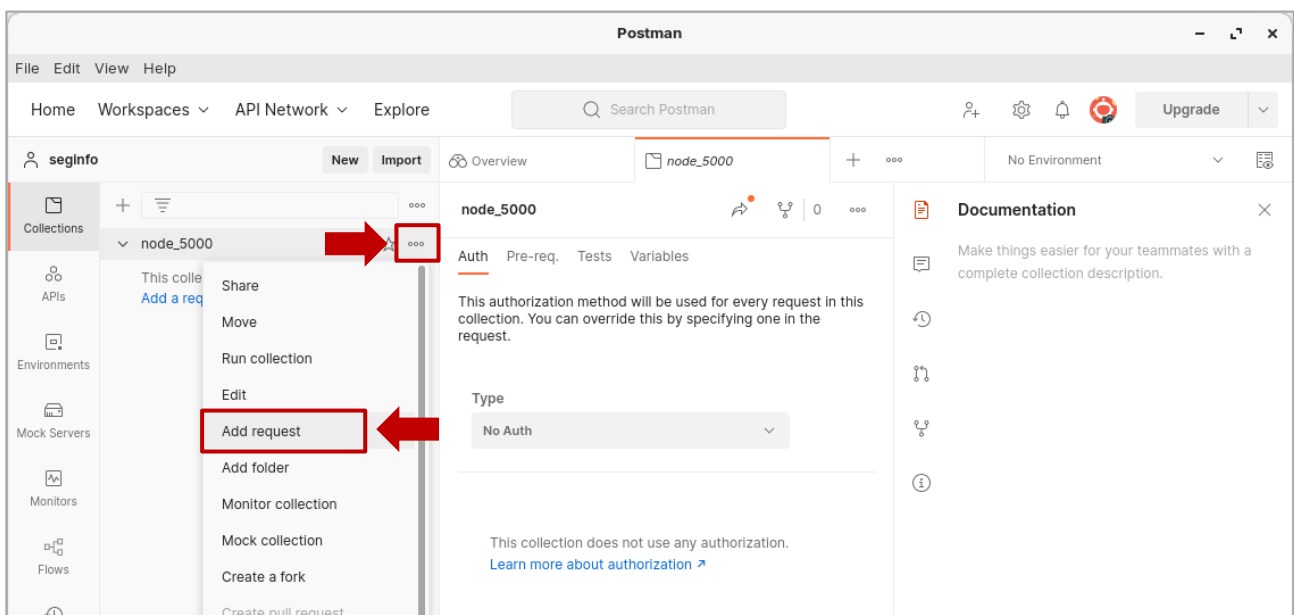 Postman
File Edit View Help
Home Workspaces API Network Explore
Search Postman
Upgrade
seginfo
New Import
Overview
node_5000
No Environment
Collections
APIs
Environments
Mock Servers
Monitors
Flows
node_5000
This colle
Add a req
Share
Move
Run collection
Edit
Add request
Add folder
Monitor collection
Mock collection
Create a fork
Create pull request
node_5000
0
Auth Pre-req. Tests Variables
This authorization method will be used for every request in this
collection. You can override this by specifying one in the
request.
Type
No Auth
This collection does not use any authorization.
Learn more about authorization ↗
Documentation
Make things easier for your teammates with a
complete collection description.